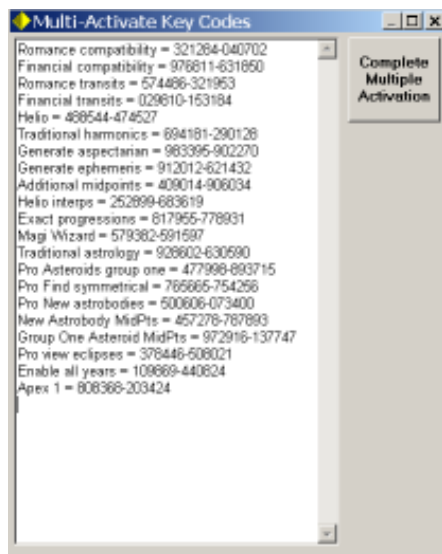 Multi-Activate Key Codes
Romance compatibility = 321284-040702
Financial compatibility = 976811-631850
Romance transits = 574486-321953
Financial transits = 029810-153184
Helio = 488544-474527
Traditional harmonics = 694181-290128
Generate aspectarian = 983395-902270
Generate ephemeris = 912012-621432
Additional midpoints = 409014-906034
Helio interps = 252899-683619
Exact progressions = 817955-778931
Magi Wizard = 579382-591597
Traditional astrology = 928602-630590
Pro Asteroids group one = 477998-893715
Pro Find symmetrical = 765665-754256
Pro New astrobodies = 500606-073400
New Astrobody MidPts = 457278-787893
Group One Asteroid MidPts = 972916-137747
Pro view eclipses = 378446-508021
Enable all years = 109869-440824
Apex 1 = 808368-203424
Complete
Multiple
Activation